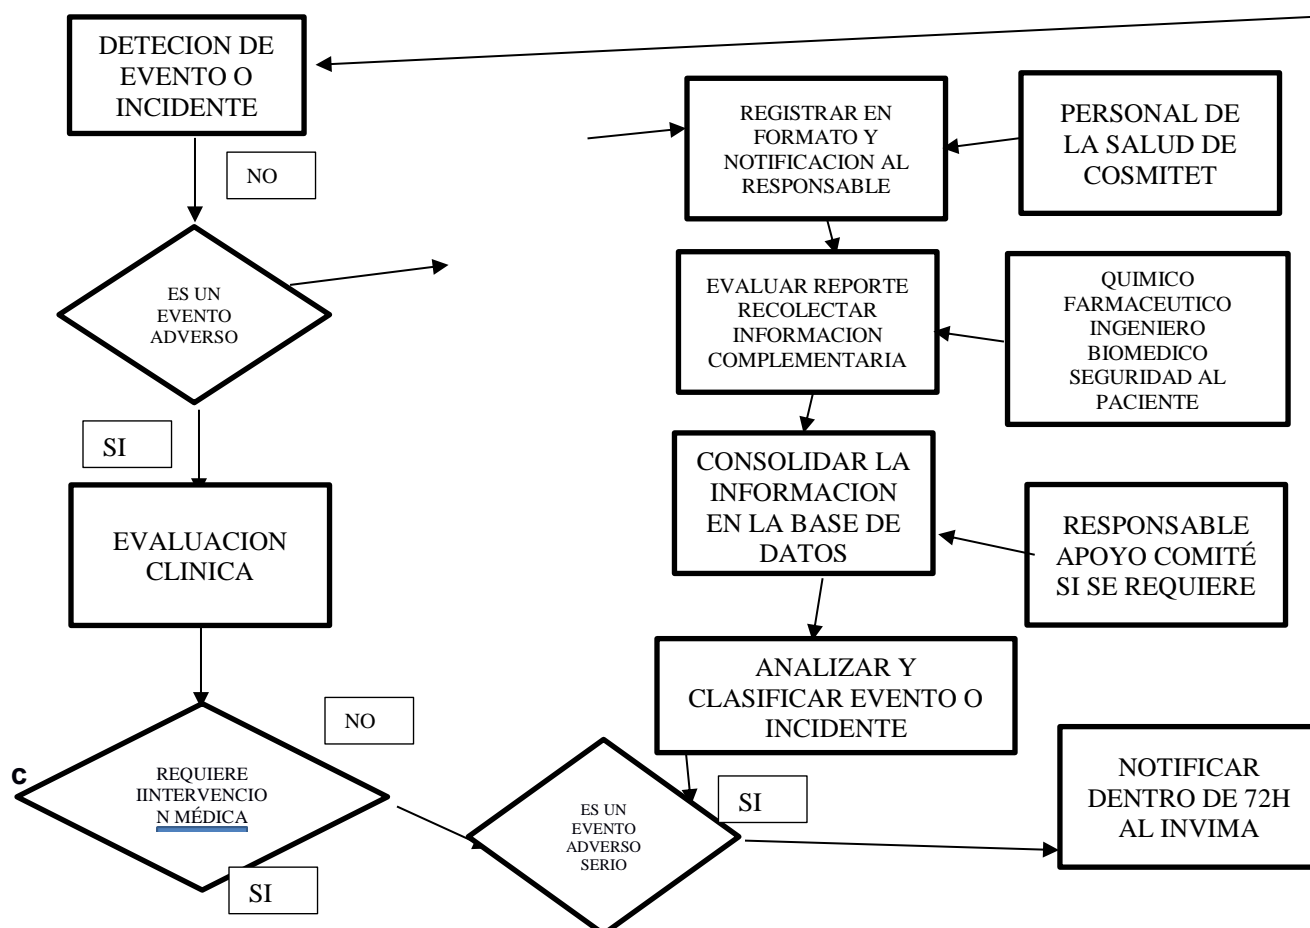 DETECION DE
EVENTO O
INCIDENTE
NO
ES UN
EVENTO
ADVERSO
SI
EVALUACION
CLINICA
NO
C
REQUIERE
IINTERVENCIO
N MÉDICA
SI
REGISTRAR EN
FORMATO Y
NOTIFICACION AL
RESPONSABLE
PERSONAL DE
LA SALUD DE
COSMITET
EVALUAR REPORTE
RECOLECTAR
INFORMACION
COMPLEMENTARIA
QUIMICO
FARMACEUTICO
INGENIERO
BIOMEDICO
SEGURIDAD AL
PACIENTE
CONSOLIDAR LA
INFORMACION
EN LA BASE DE
DATOS
RESPONSABLE
APOYO COMITÉ
SI SE REQUIERE
ANALIZAR Y
CLASIFICAR EVENTO O
INCIDENTE
ES UN
EVENTO
ADVERSO
SERIO
SI
NOTIFICAR
DENTRO DE 72H
AL INVIMA